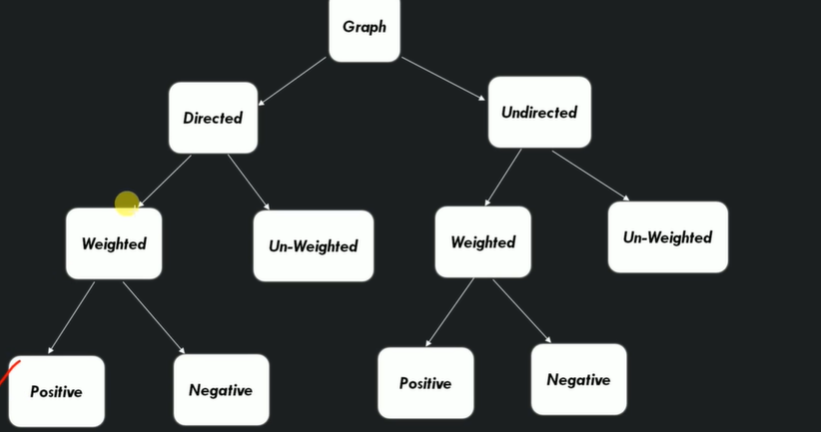 Graph
Directed
Undirected
Weighted
Un-Weighted
Weighted
Un-Weighted
Positive
Negative
Positive
Negative